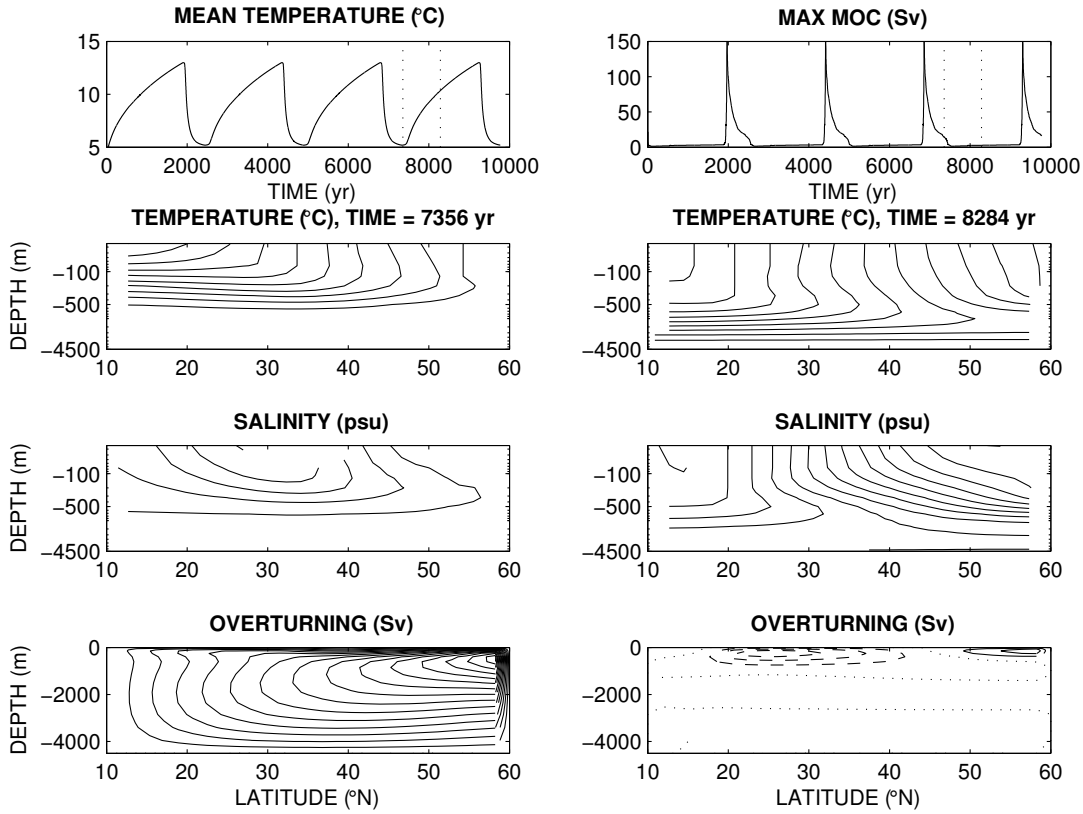 MEAN TEMPERATURE (°C)
15
10
5
0 2000 4000 6000 8000 10000
TIME (yr)
MAX MOC (Sv)
150
100
50
0
0 2000 4000 6000 8000 10000
TIME (yr)
TEMPERATURE (°C), TIME = 7356 yr
DEPTH (m)
−100
−500
−4500
10 20 30 40 50 60
TEMPERATURE (°C), TIME = 8284 yr
−100
−500
−4500
10 20 30 40 50 60
SALINITY (psu)
DEPTH (m)
−100
−500
−4500
10 20 30 40 50 60
SALINITY (psu)
−100
−500
−4500
10 20 30 40 50 60
OVERTURNING (Sv)
DEPTH (m)
0
−2000
−4000
10 20 30 40 50 60
LATITUDE (°N)
OVERTURNING (Sv)
0
−2000
−4000
10 20 30 40 50 60
LATITUDE (°N)